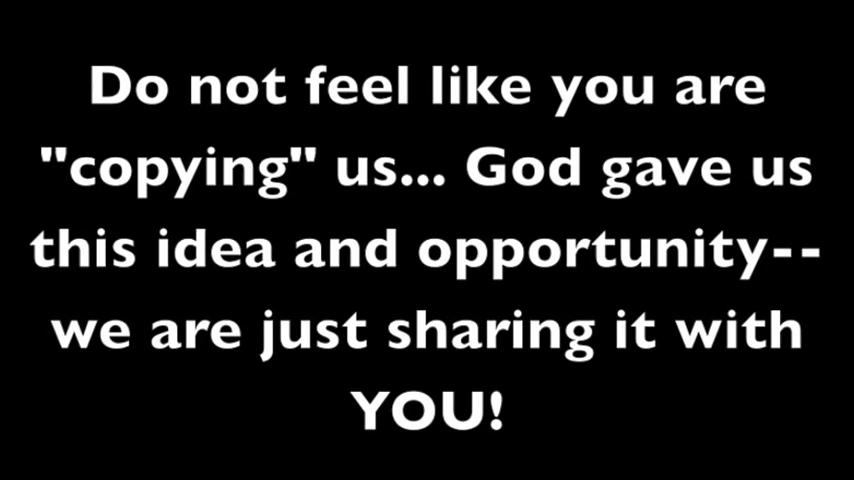 Do not feel like you are
"copying" us... God gave us
this idea and opportunity--
we are just sharing it with
YOU!